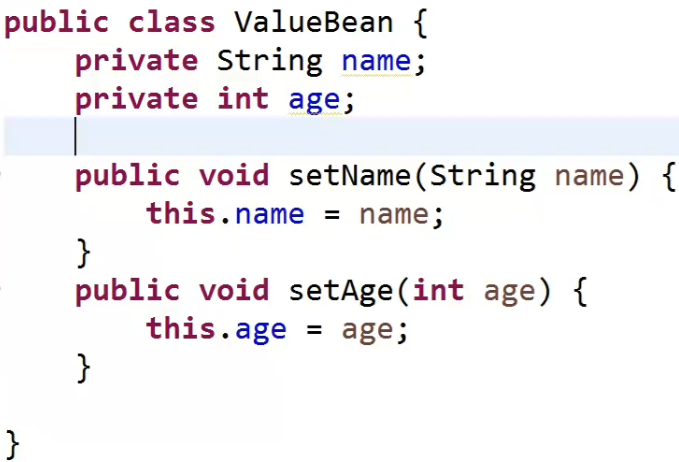 public class ValueBean {
    private String name;
    private int age;
    public void setName(String name) {
        this.name = name;
    }
    public void setAge(int age) {
        this.age = age;
    }
}